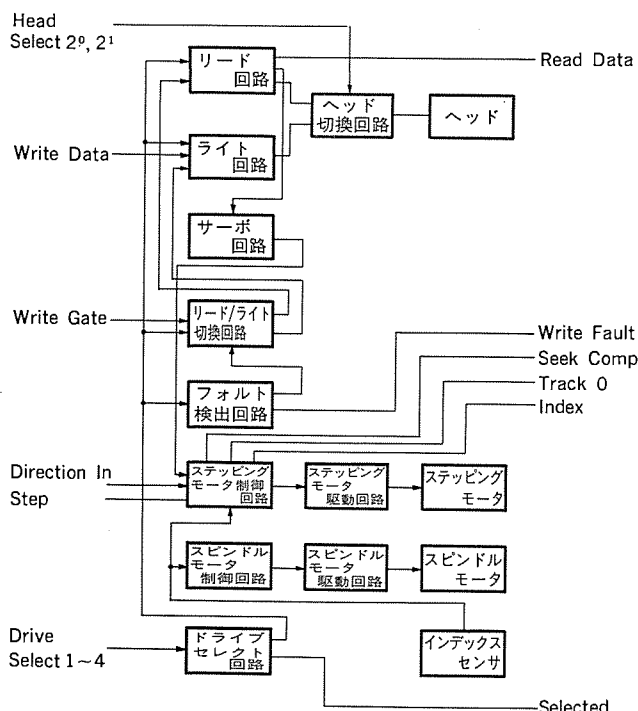 Head
Select 2⁰, 2¹
リード
回路
Read Data
ヘッド
切換回路
ヘッド
Write Data
ライト
回路
サーボ
回路
Write Gate
リード/ライト
切換回路
Write Fault
Seek Comp
Track 0
Index
フォルト
検出回路
Direction In
Step
ステッピング
モータ制御
回路
ステッピング
モータ
駆動回路
ステッピング
モータ
スピンドル
モータ
制御回路
スピンドル
モータ
駆動回路
スピンドル
モータ
Drive
Select 1~4
ドライブ
セレクト
回路
インデックス
センサ
Selected